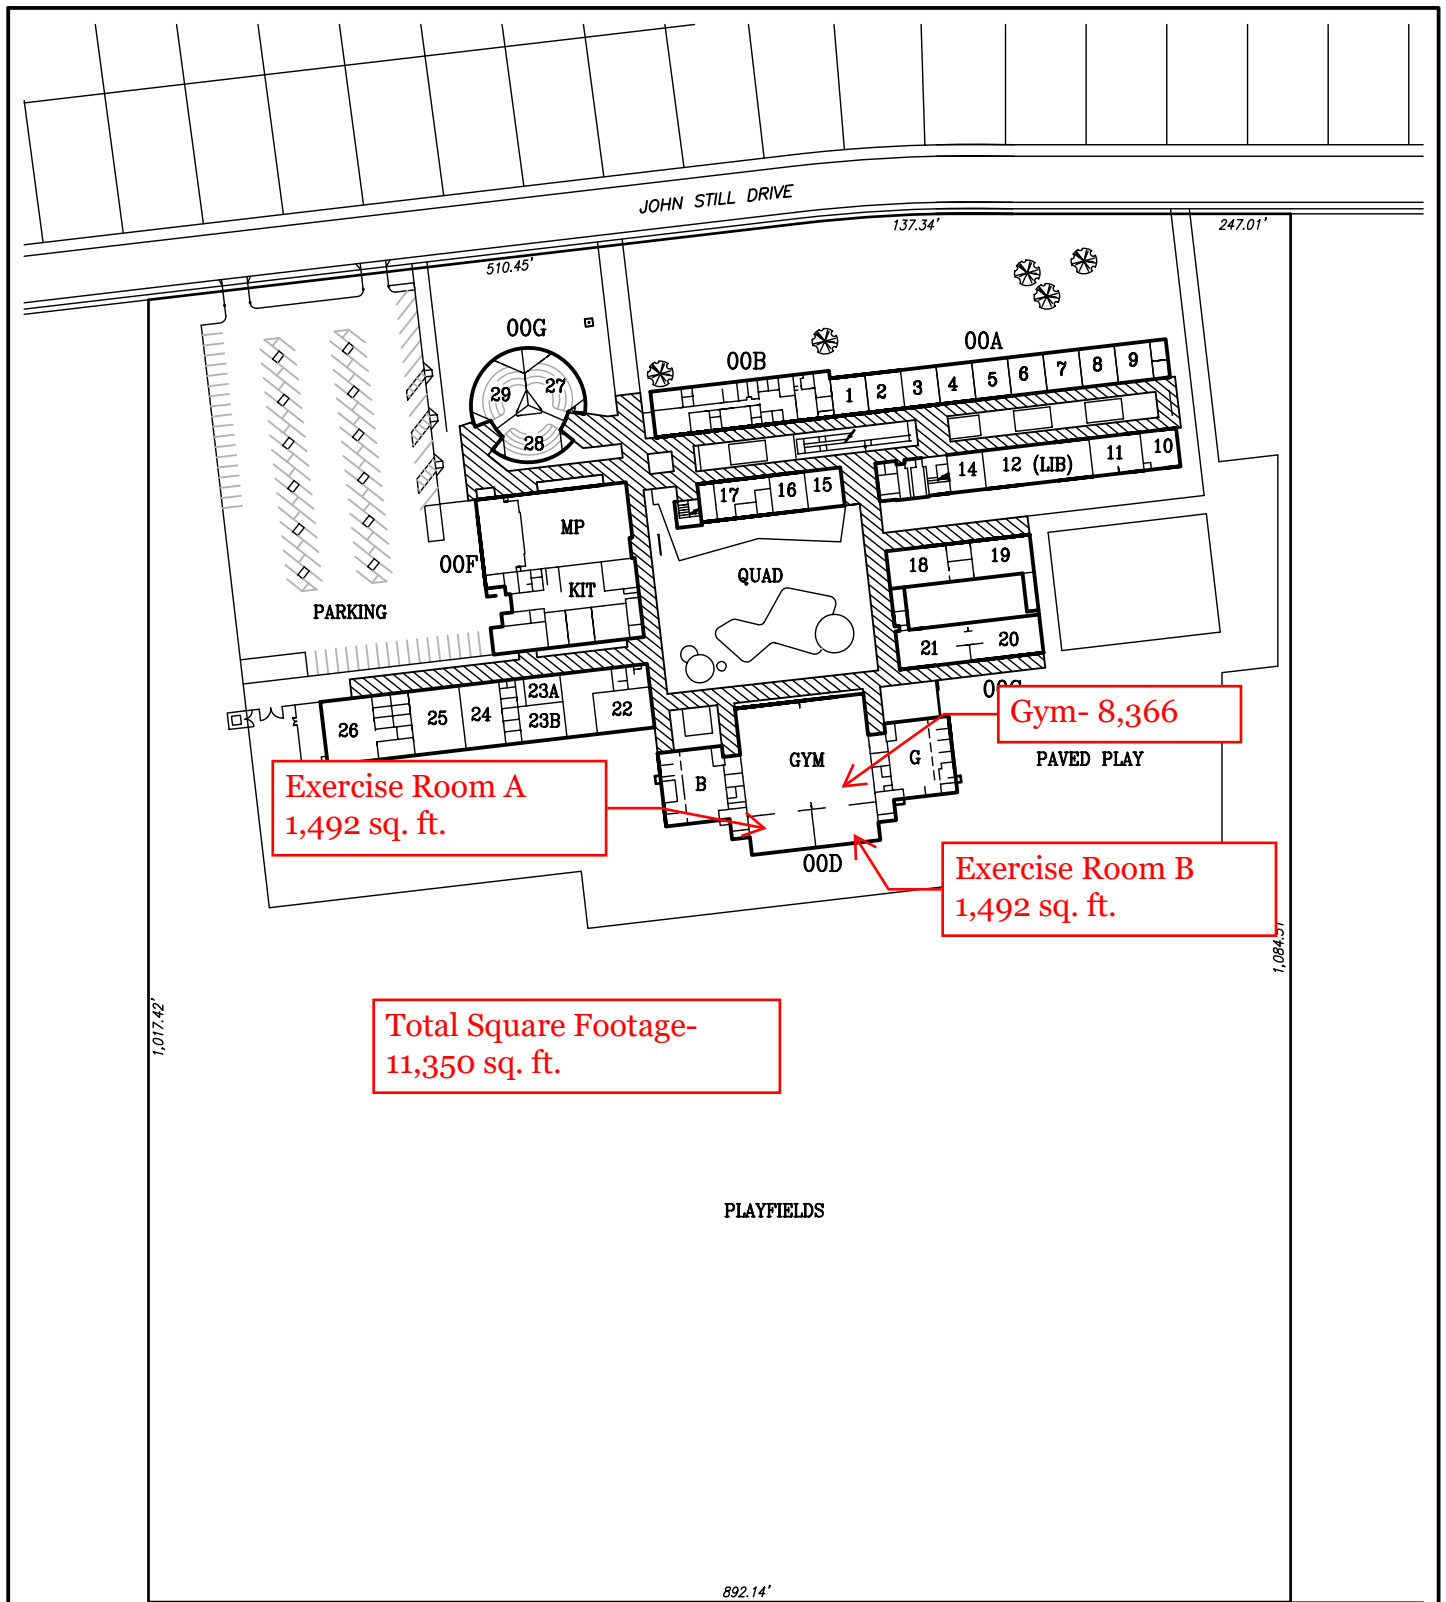 JOHN STILL DRIVE
137.34'
247.01'
510.45'
00G
00B
00A
29
27
28
1
2
3
4
5
6
7
8
9
10
11
12 (LIB)
14
15
16
17
MP
00F
KIT
QUAD
18
19
PARKING
21
20
23A
23B
22
24
25
26
Gym- 8,366
GYM
G
B
PAVED PLAY
Exercise Room A
1,492 sq. ft.
00D
Exercise Room B
1,492 sq. ft.
1,017.42'
Total Square Footage-
11,350 sq. ft.
PLAYFIELDS
892.14'